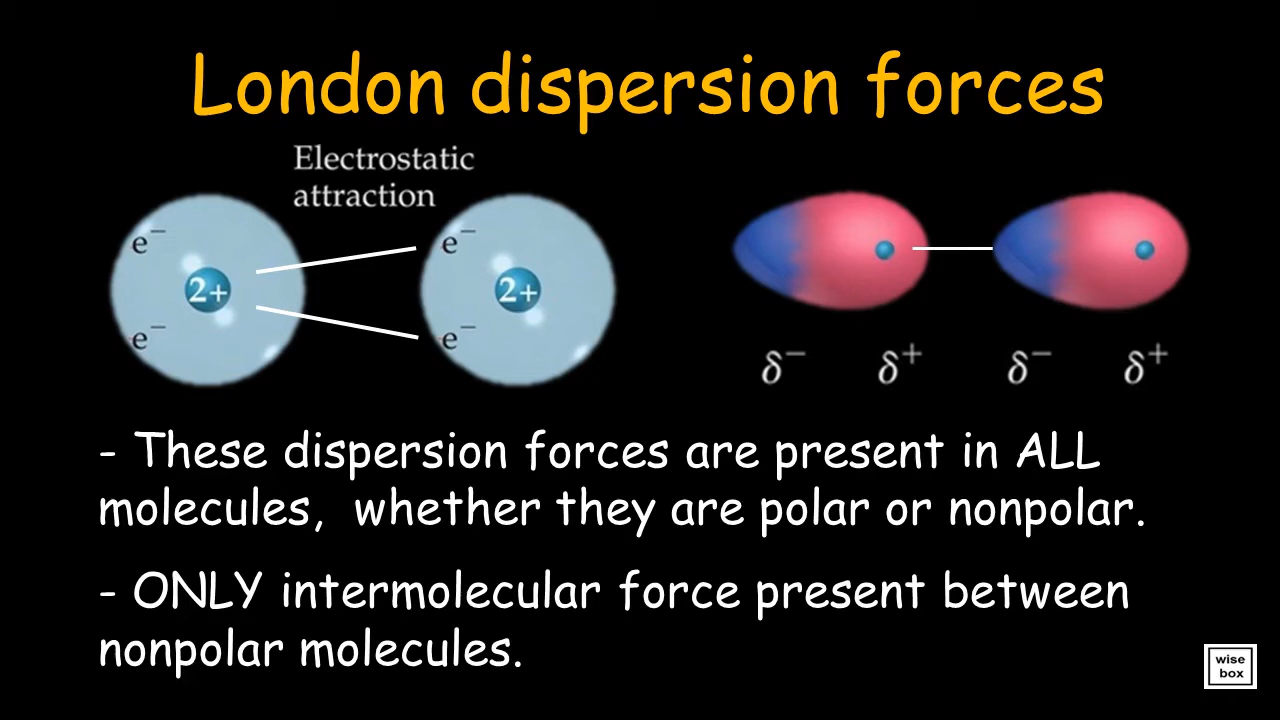 London dispersion forces
Electrostatic
attraction
e⁻
e⁻
2+
2+
e⁻
e⁻
δ⁻ δ⁺ δ⁻ δ⁺
- These dispersion forces are present in ALL
molecules,  whether they are polar or nonpolar.
- ONLY intermolecular force present between
nonpolar molecules.
wise
box